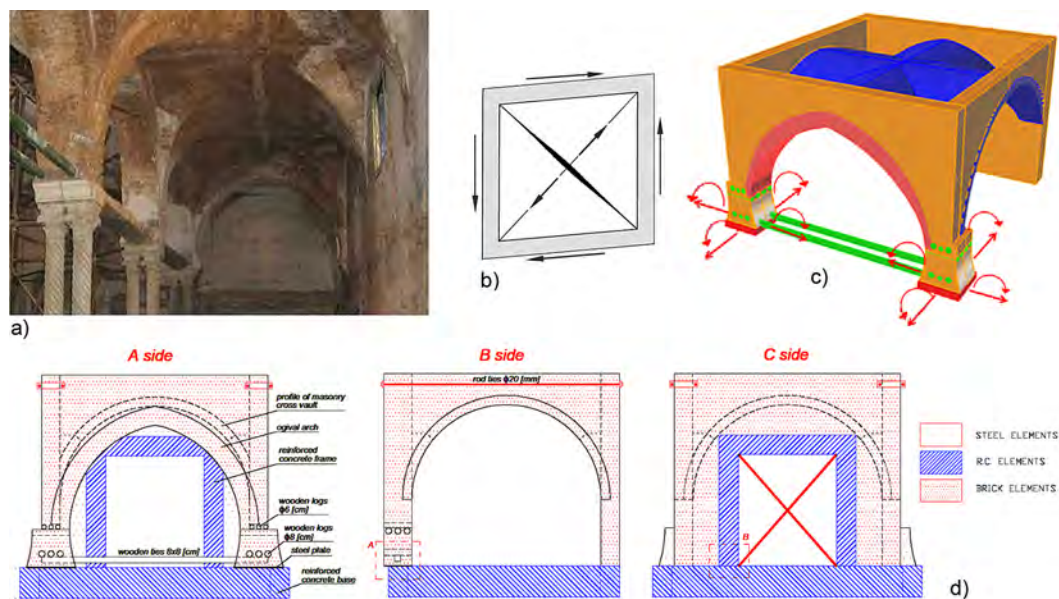 a)
b)
c)
A side
B side
C side
rod ties ϕ20 [mm]
profile of masonry
cross vault
ogival arch
reinforced
concrete frame
wooden logs
ϕ6 [cm]
wooden logs
ϕ8 [cm]
wooden ties 8x8 [cm]
steel plate
reinforced
concrete base
A
B
STEEL ELEMENTS
R.C ELEMENTS
BRICK ELEMENTS
d)